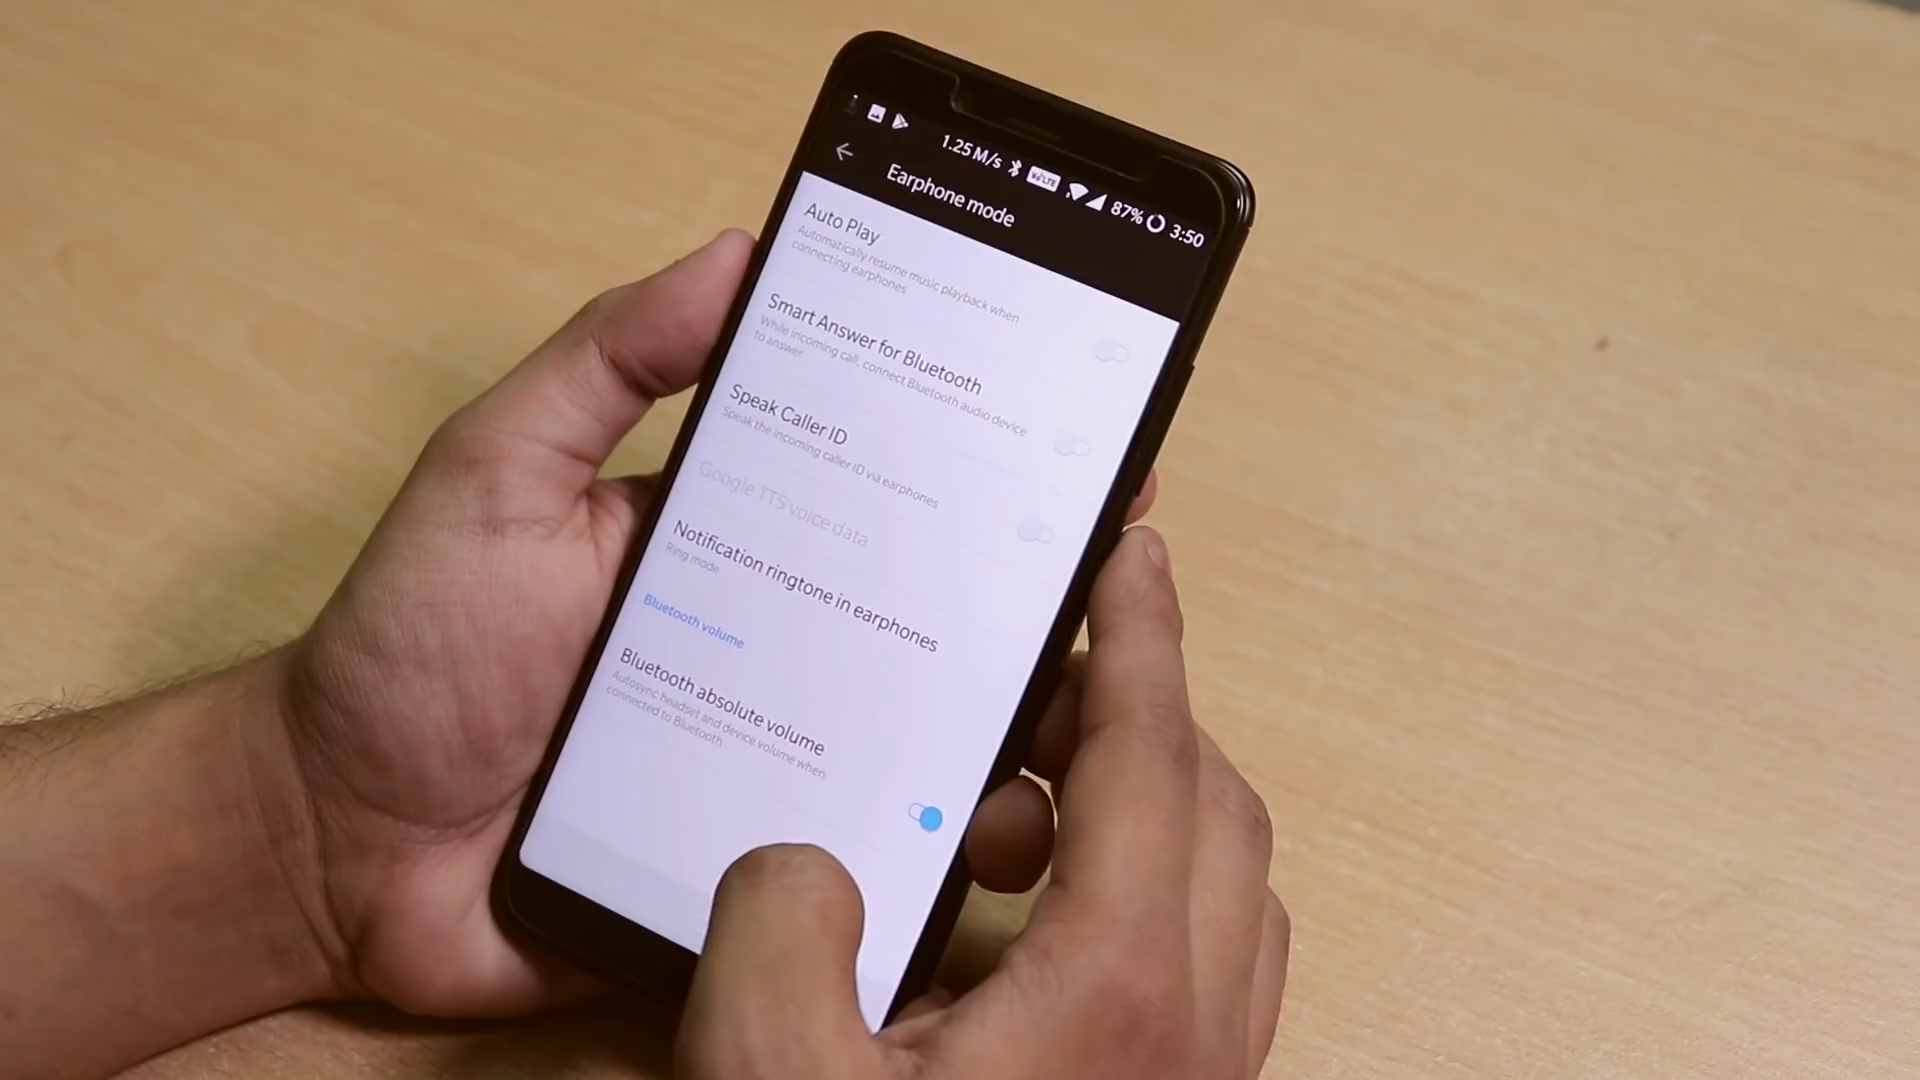 1.25 M/s VoLTE 87% 3:50
Earphone mode
Auto Play
Automatically resume music playback when
connecting earphones
Smart Answer for Bluetooth
While incoming call, connect Bluetooth audio device
to answer
Speak Caller ID
Speak the incoming caller ID via earphones
Google TTS voice data
Notification ringtone in earphones
Ring mode
Bluetooth volume
Bluetooth absolute volume
Autosync headset and device volume when
connected to Bluetooth